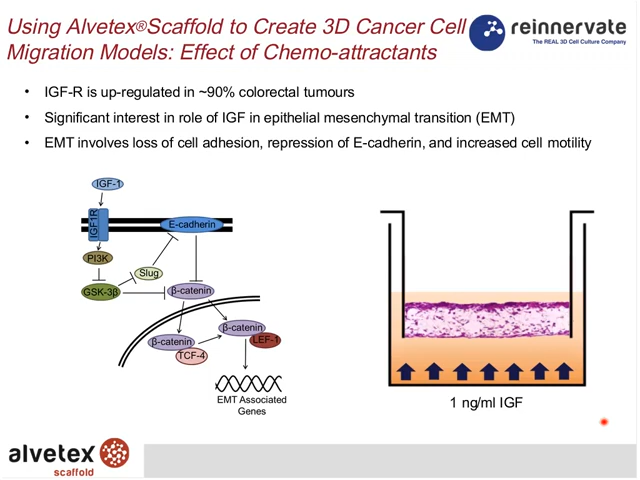 Using Alvetex®Scaffold to Create 3D Cancer Cell
Migration Models: Effect of Chemo-attractants
reinnervate
The REAL 3D Cell Culture Company
• IGF-R is up-regulated in ~90% colorectal tumours
• Significant interest in role of IGF in epithelial mesenchymal transition (EMT)
• EMT involves loss of cell adhesion, repression of E-cadherin, and increased cell motility
IGF-1
IGF1R
E-cadherin
PI3K
Slug
GSK-3β
β-catenin
β-catenin
LEF-1
β-catenin
TCF-4
EMT Associated
Genes
1 ng/ml IGF
alvetex
scaffold